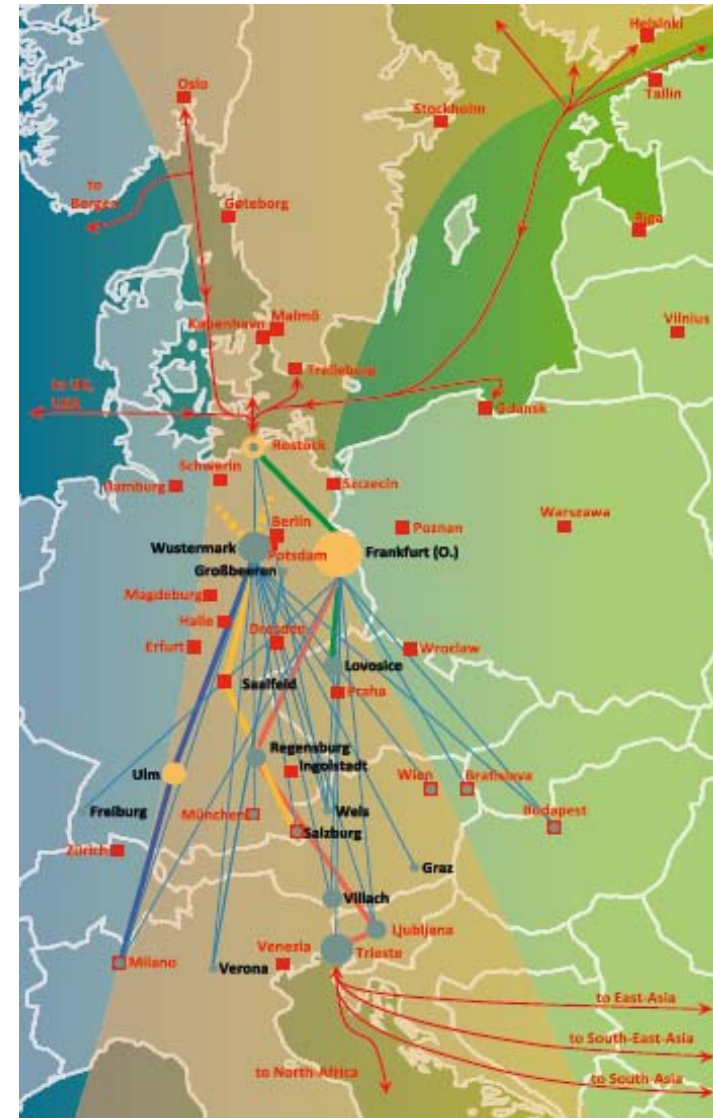 Helsinki
Oslo
Tallin
Stockholm
to
Bergen
Gøteborg
Riga
Malmö
København
Vilnius
Trelleborg
to UK,
USA
Gdansk
Rostock
Schwerin
Hamburg
Szczecin
Berlin
Poznan
Warszawa
Wustermark
Potsdam
Frankfurt (O.)
Großbeeren
Magdeburg
Halle
Dresden
Erfurt
Wroclaw
Lovosice
Saalfeld
Praha
Regensburg
Ingolstadt
Ulm
Wien
Bratislava
Freiburg
München
Wels
Budapest
Salzburg
Zürich
Graz
Villach
Ljubljana
Venezia
Trieste
Milano
Verona
to East-Asia
to South-East-Asia
to North-Africa
to South-Asia